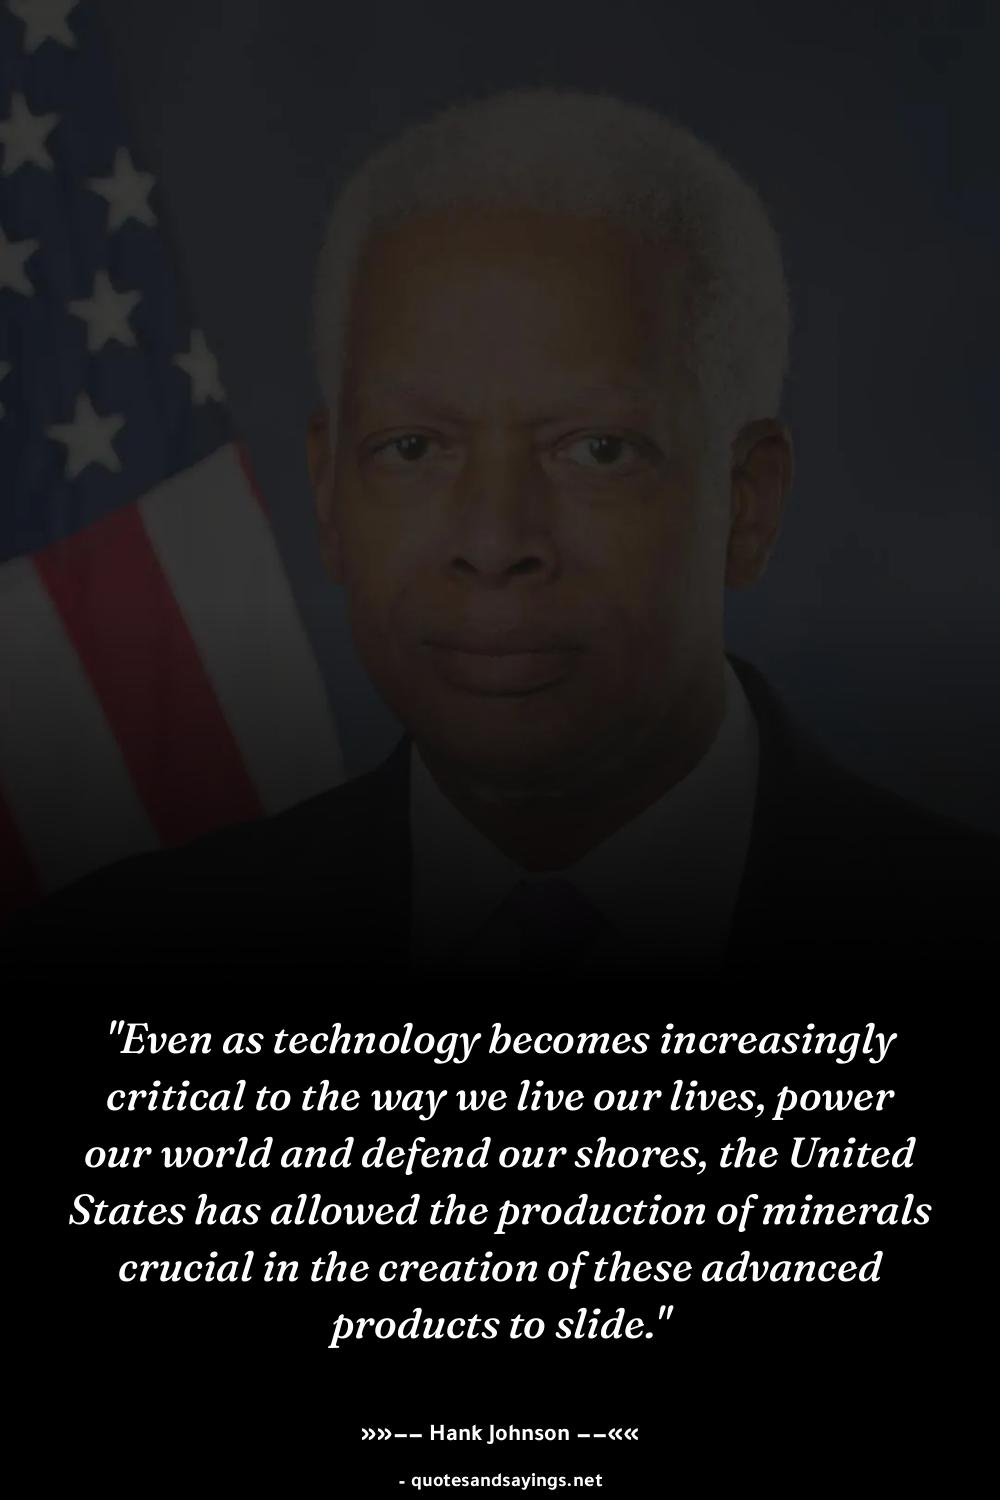 "Even as technology becomes increasingly
critical to the way we live our lives, power
our world and defend our shores, the United
States has allowed the production of minerals
crucial in the creation of these advanced
products to slide."
»»−− Hank Johnson −−««
- quotesandsayings.net